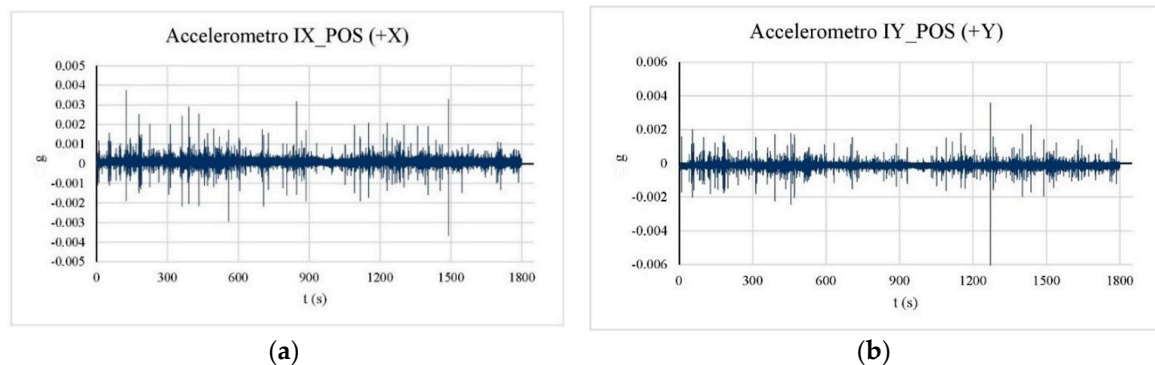 Accelerometro IX_POS (+X)
0.005
0.004
0.003
0.002
0.001
0
-0.001
-0.002
-0.003
-0.004
-0.005
g
0 300 600 900 1200 1500 1800
t (s)
(a)
Accelerometro IY_POS (+Y)
0.006
0.004
0.002
0
-0.002
-0.004
-0.006
g
0 300 600 900 1200 1500 1800
t (s)
(b)